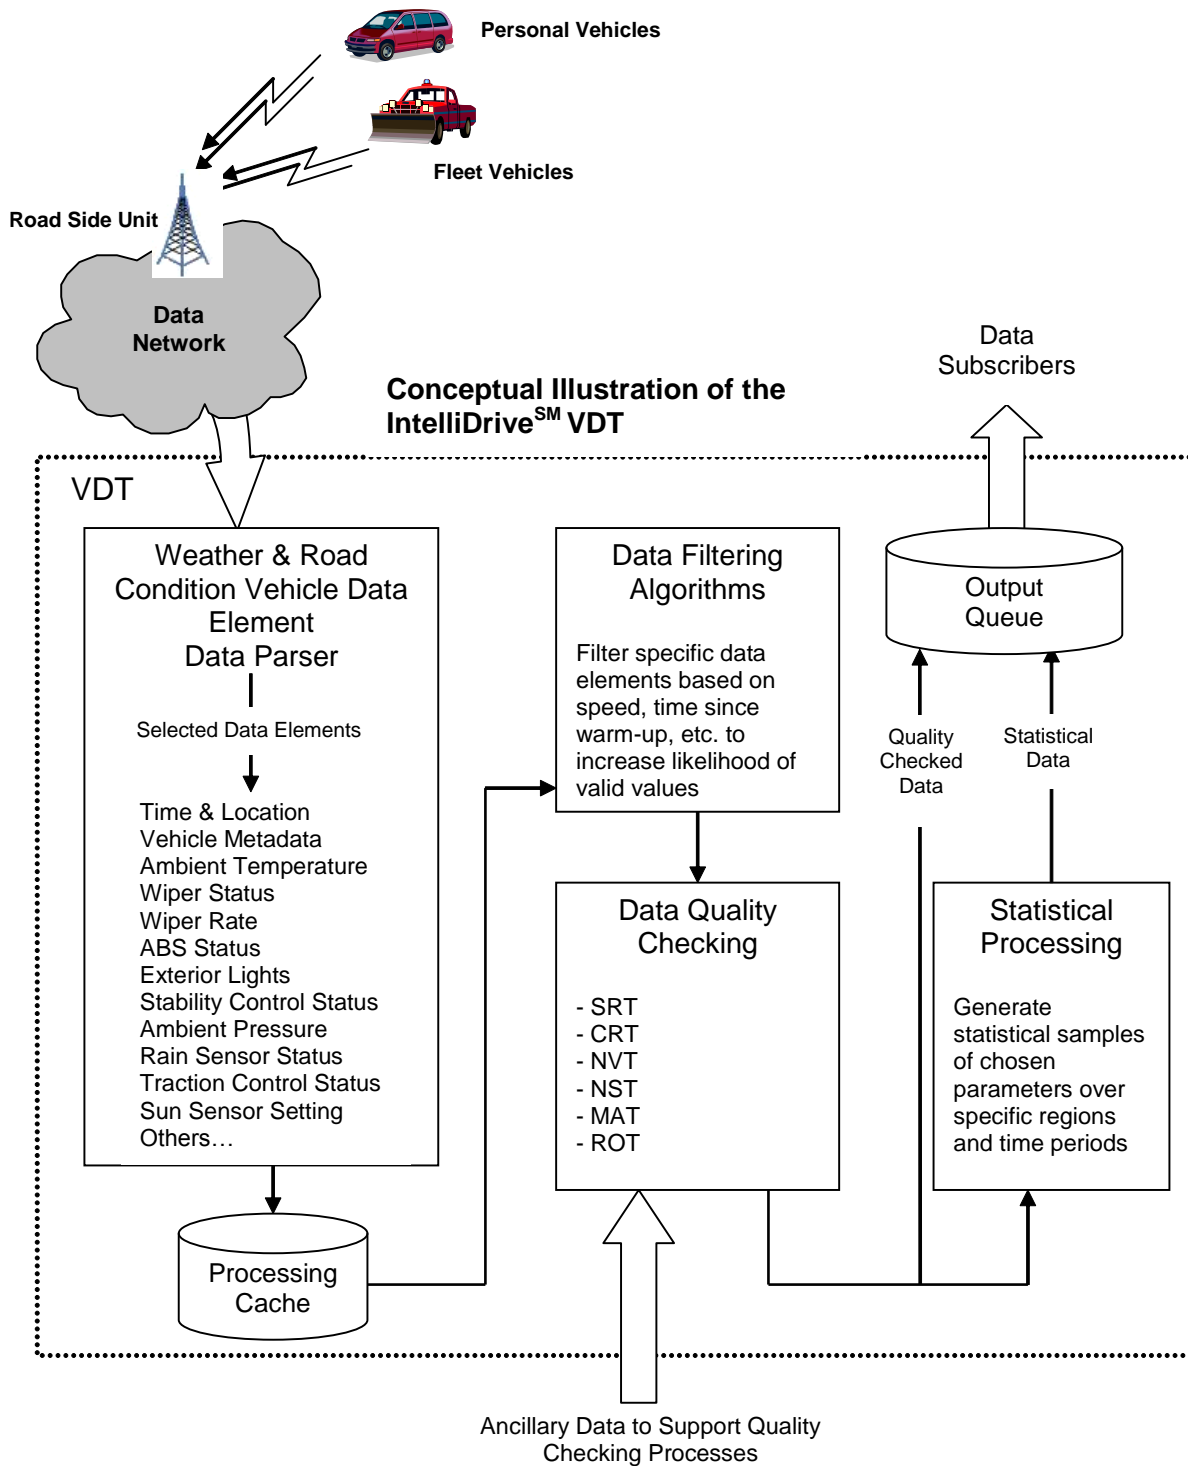 Personal Vehicles
Fleet Vehicles
Road Side Unit
Data
Network
Data
Subscribers
Conceptual Illustration of the
IntelliDriveSM VDT
VDT
Weather & Road
Condition Vehicle Data
Element
Data Parser
Selected Data Elements
Time & Location
Vehicle Metadata
Ambient Temperature
Wiper Status
Wiper Rate
ABS Status
Exterior Lights
Stability Control Status
Ambient Pressure
Rain Sensor Status
Traction Control Status
Sun Sensor Setting
Others…
Processing
Cache
Data Filtering
Algorithms
Filter specific data
elements based on
speed, time since
warm-up, etc. to
increase likelihood of
valid values
Data Quality
Checking
- SRT
- CRT
- NVT
- NST
- MAT
- ROT
Output
Queue
Quality
Checked
Data
Statistical
Data
Statistical
Processing
Generate
statistical samples
of chosen
parameters over
specific regions
and time periods
Ancillary Data to Support Quality
Checking Processes